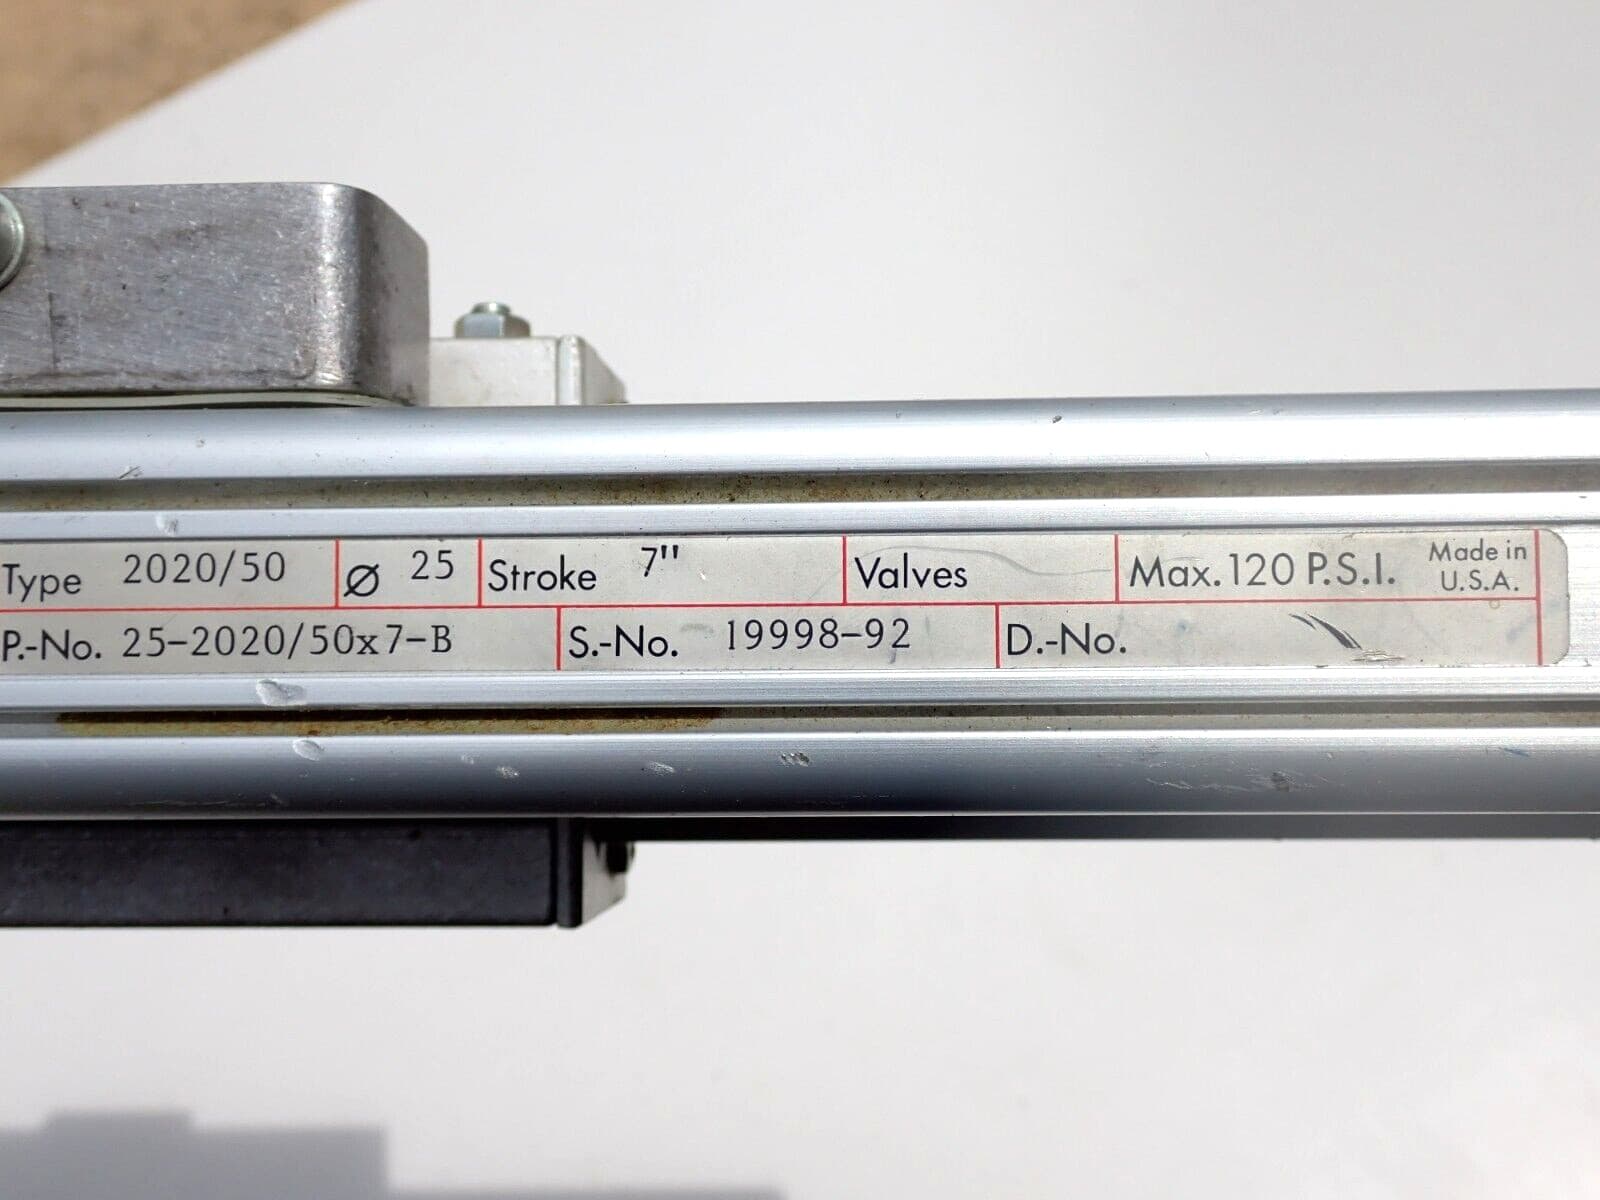 Type 2020/50 Ø 25 Stroke 7" Valves Max. 120 P.S.I. Made in U.S.A.
P.-No. 25-2020/50x7-B S.-No. 19998-92 D.-No.